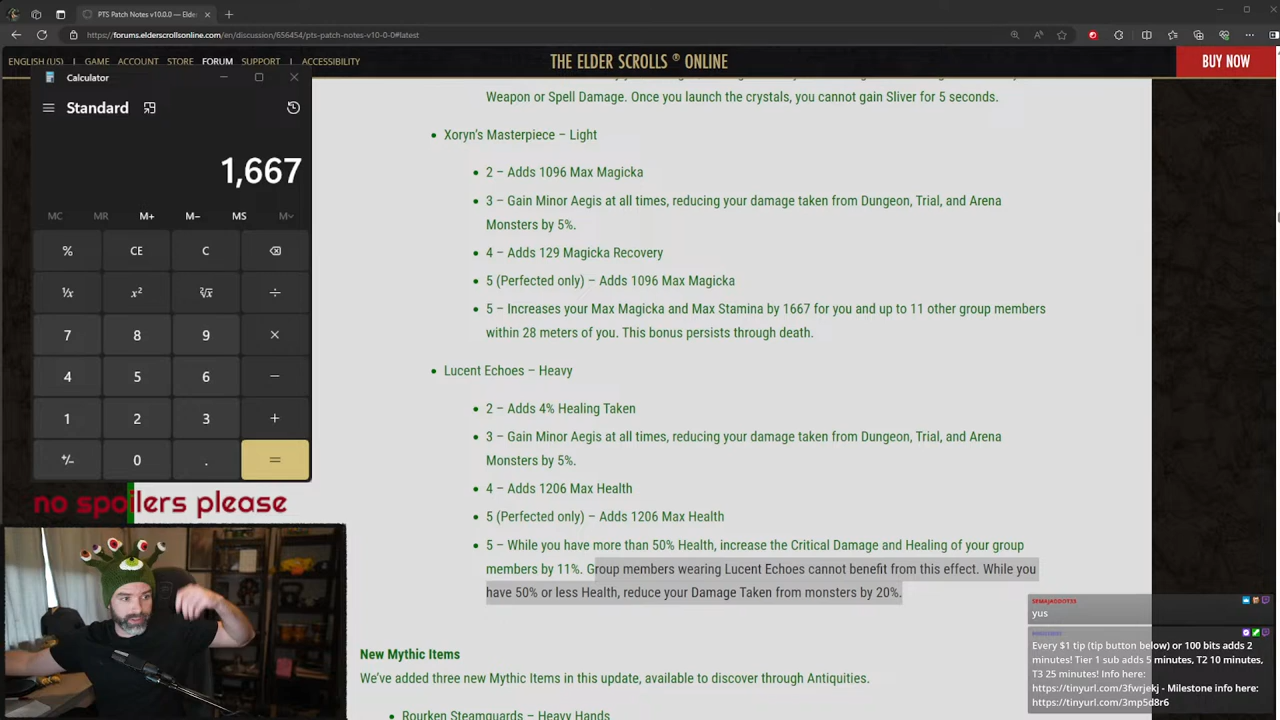 PTS Patch Notes v10.0.0 — Elder
https://forums.elderscrollsonline.com/en/discussion/656454/pts-patch-notes-v10-0-0#latest
ENGLISH (US) | GAME ACCOUNT STORE FORUM SUPPORT | ACCESSIBILITY
THE ELDER SCROLLS ® ONLINE
BUY NOW
Calculator
Standard
1,667
MC MR M+ M− MS M˅
% CE C
¹/x x² ²√x ÷
7 8 9 ×
4 5 6 −
1 2 3 +
+/− 0 . =
no spoilers please
Weapon or Spell Damage. Once you launch the crystals, you cannot gain Sliver for 5 seconds.
• Xoryn's Masterpiece – Light
• 2 – Adds 1096 Max Magicka
• 3 – Gain Minor Aegis at all times, reducing your damage taken from Dungeon, Trial, and Arena
Monsters by 5%.
• 4 – Adds 129 Magicka Recovery
• 5 (Perfected only) – Adds 1096 Max Magicka
• 5 – Increases your Max Magicka and Max Stamina by 1667 for you and up to 11 other group members
within 28 meters of you. This bonus persists through death.
• Lucent Echoes – Heavy
• 2 – Adds 4% Healing Taken
• 3 – Gain Minor Aegis at all times, reducing your damage taken from Dungeon, Trial, and Arena
Monsters by 5%.
• 4 – Adds 1206 Max Health
• 5 (Perfected only) – Adds 1206 Max Health
• 5 – While you have more than 50% Health, increase the Critical Damage and Healing of your group
members by 11%. Group members wearing Lucent Echoes cannot benefit from this effect. While you
have 50% or less Health, reduce your Damage Taken from monsters by 20%.
New Mythic Items
We've added three new Mythic Items in this update, available to discover through Antiquities.
• Rourken Steamguards – Heavy Hands
yus
Every $1 tip (tip button below) or 100 bits adds 2
minutes! Tier 1 sub adds 5 minutes, T2 10 minutes,
T3 25 minutes! Info here:
https://tinyurl.com/3fwrjekj - Milestone info here:
https://tinyurl.com/3mp5d8r6